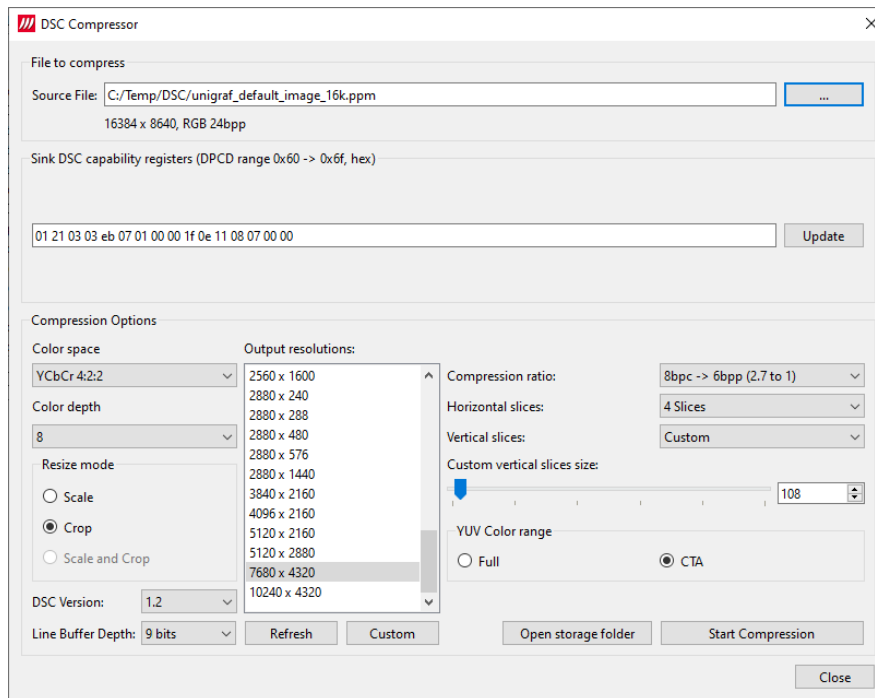 DSC Compressor
File to compress
Source File: C:/Temp/DSC/unigraf_default_image_16k.ppm ...
16384 x 8640, RGB 24bpp
Sink DSC capability registers (DPCD range 0x60 -> 0x6f, hex)
01 21 03 03 eb 07 01 00 00 1f 0e 11 08 07 00 00 Update
Compression Options
Color space
YCbCr 4:2:2
Color depth
8
Resize mode
Scale
Crop
Scale and Crop
DSC Version: 1.2
Line Buffer Depth: 9 bits
Output resolutions:
2560 x 1600
2880 x 240
2880 x 288
2880 x 480
2880 x 576
2880 x 1440
3840 x 2160
4096 x 2160
5120 x 2160
5120 x 2880
7680 x 4320
10240 x 4320
Refresh Custom
Compression ratio: 8bpc -> 6bpp (2.7 to 1)
Horizontal slices: 4 Slices
Vertical slices: Custom
Custom vertical slices size:
108
YUV Color range
Full CTA
Open storage folder Start Compression
Close